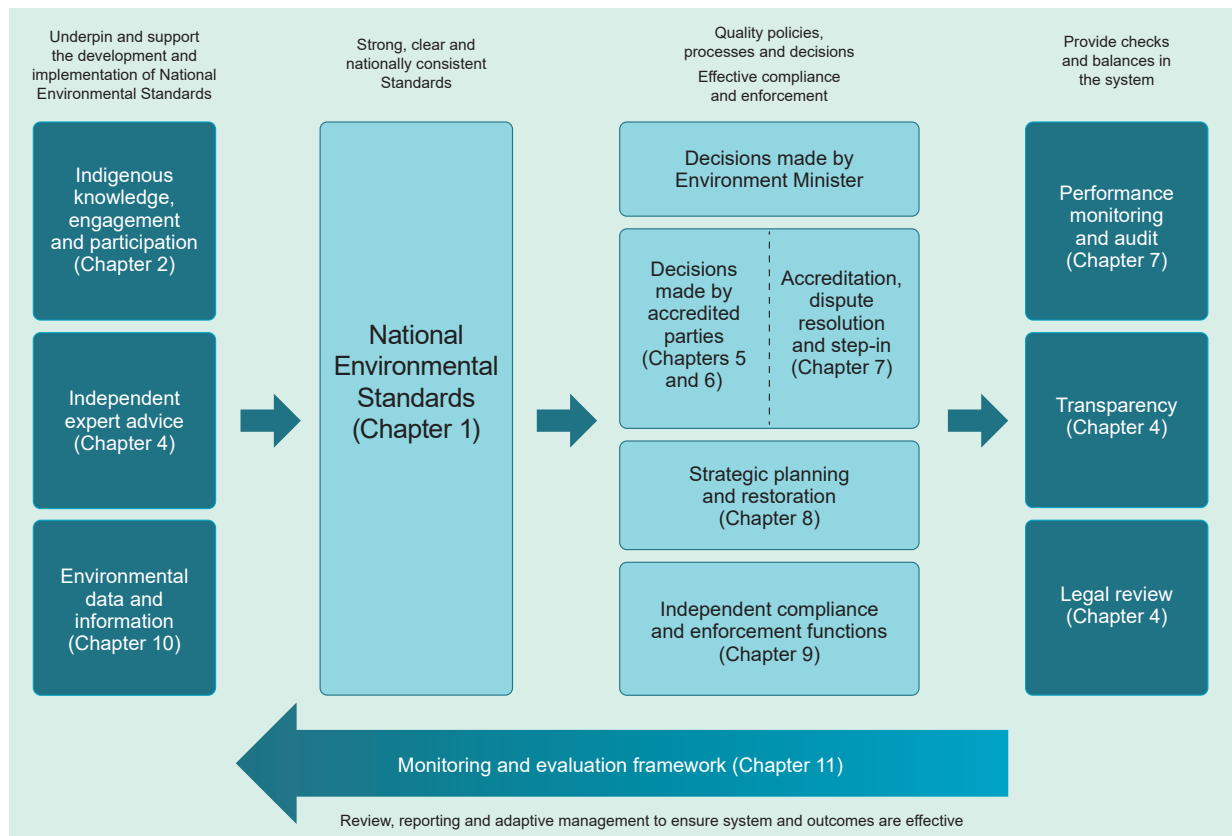 Underpin and support
the development and
implementation of National
Environmental Standards
Indigenous
knowledge,
engagement
and participation
(Chapter 2)
Independent
expert advice
(Chapter 4)
Environmental
data and
information
(Chapter 10)
Strong, clear and
nationally consistent
Standards
National
Environmental
Standards
(Chapter 1)
Quality policies,
processes and decisions
Effective compliance
and enforcement
Decisions made by
Environment Minister
Decisions
made by
accredited
parties
(Chapters 5
and 6)
Accreditation,
dispute
resolution
and step-in
(Chapter 7)
Strategic planning
and restoration
(Chapter 8)
Independent compliance
and enforcement functions
(Chapter 9)
Provide checks
and balances in
the system
Performance
monitoring
and audit
(Chapter 7)
Transparency
(Chapter 4)
Legal review
(Chapter 4)
Monitoring and evaluation framework (Chapter 11)
Review, reporting and adaptive management to ensure system and outcomes are effective